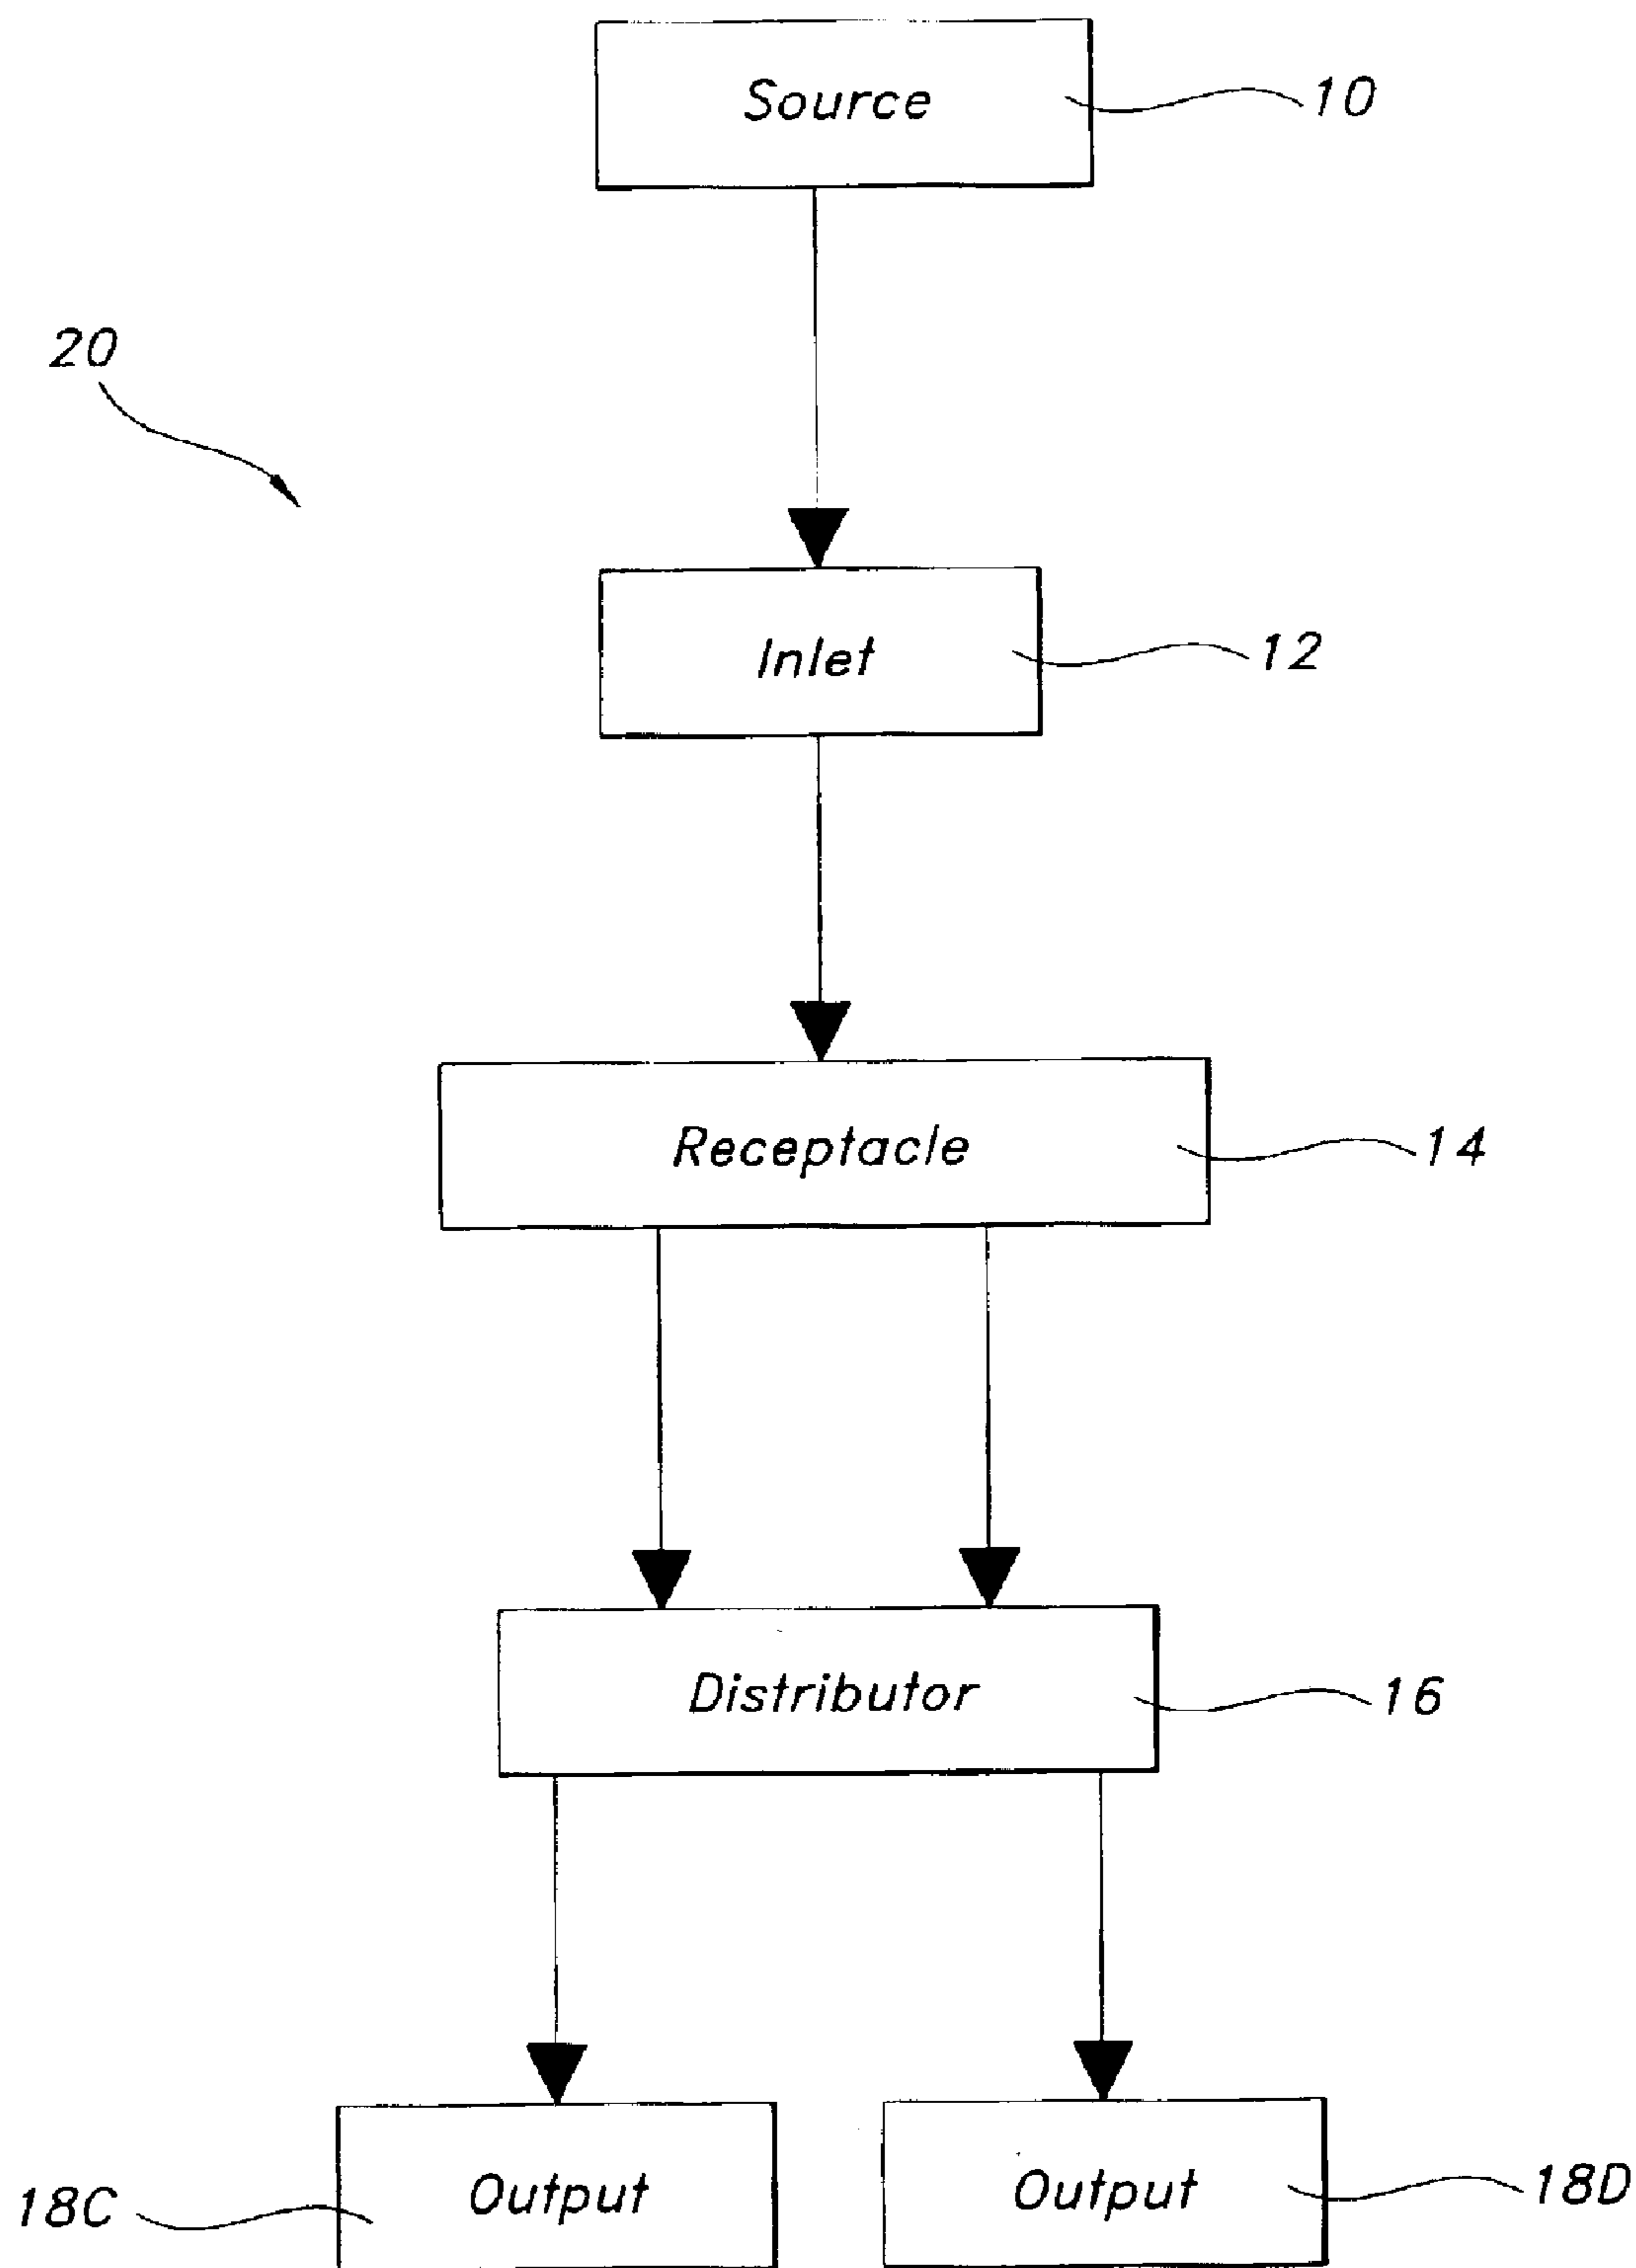 Source
10
20
Inlet
12
Receptacle
14
Distributor
16
18C
Output
Output
18D